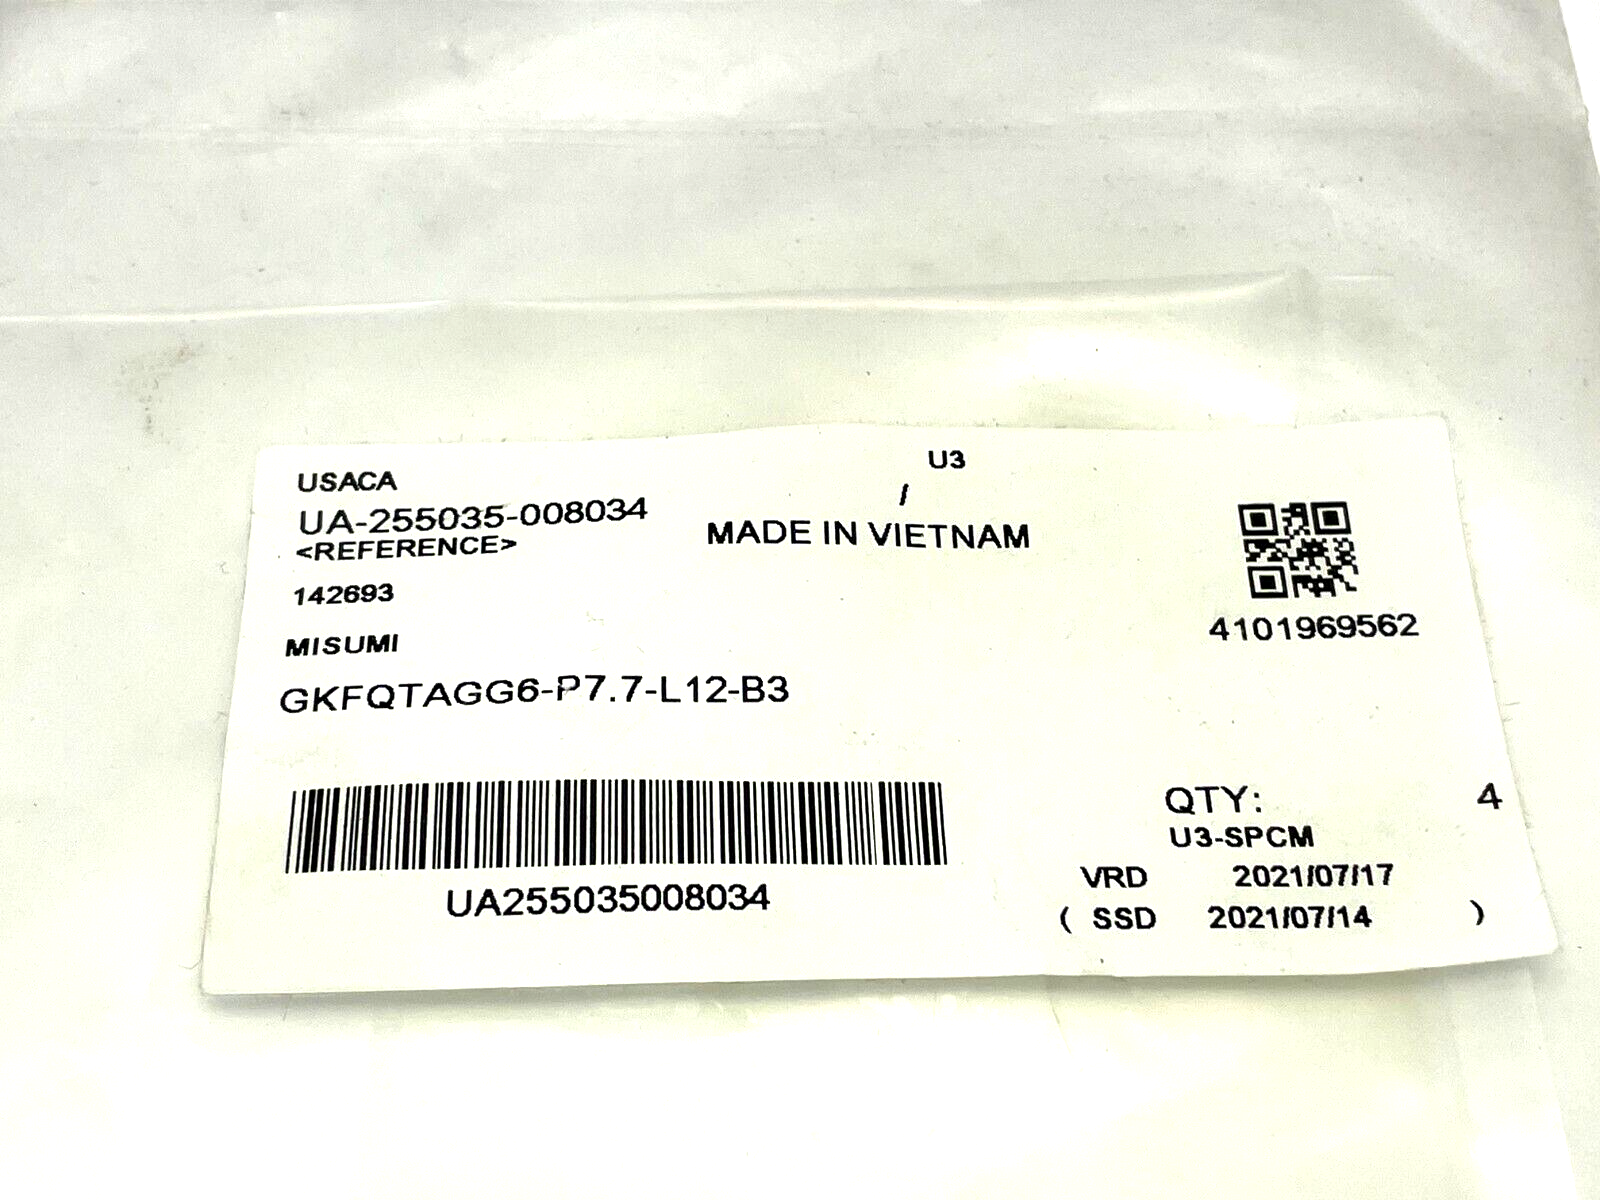 USACA
U3
UA-255035-008034
/
<REFERENCE>
MADE IN VIETNAM
142693
4101969562
MISUMI
GKFQTAGG6-P7.7-L12-B3
QTY: 4
U3-SPCM
VRD 2021/07/17
UA255035008034
( SSD 2021/07/14 )